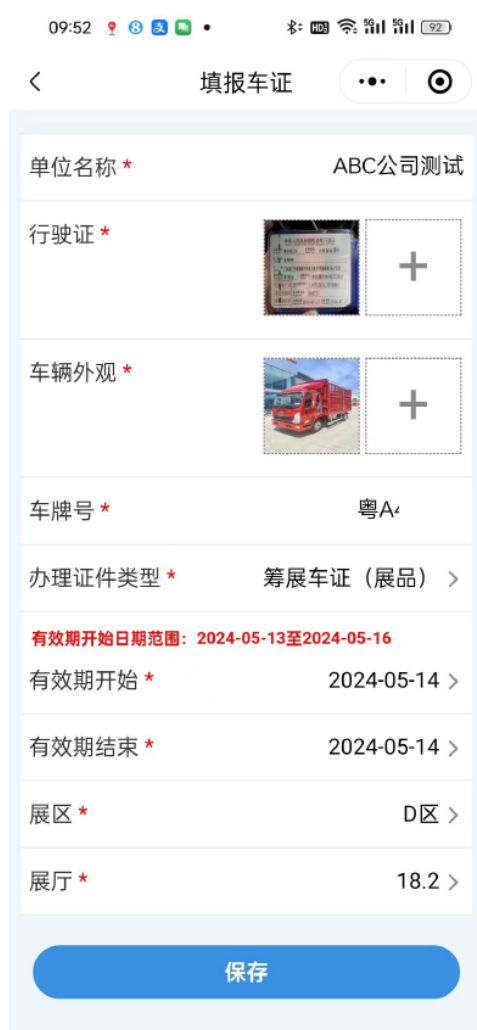 09:52
HD 5G 5G 92
填报车证
单位名称 * ABC公司测试
行驶证 *
车辆外观 *
车牌号 * 粤A
办理证件类型 * 筹展车证（展品）
有效期开始日期范围：2024-05-13至2024-05-16
有效期开始 * 2024-05-14
有效期结束 * 2024-05-14
展区 * D区
展厅 * 18.2
保存